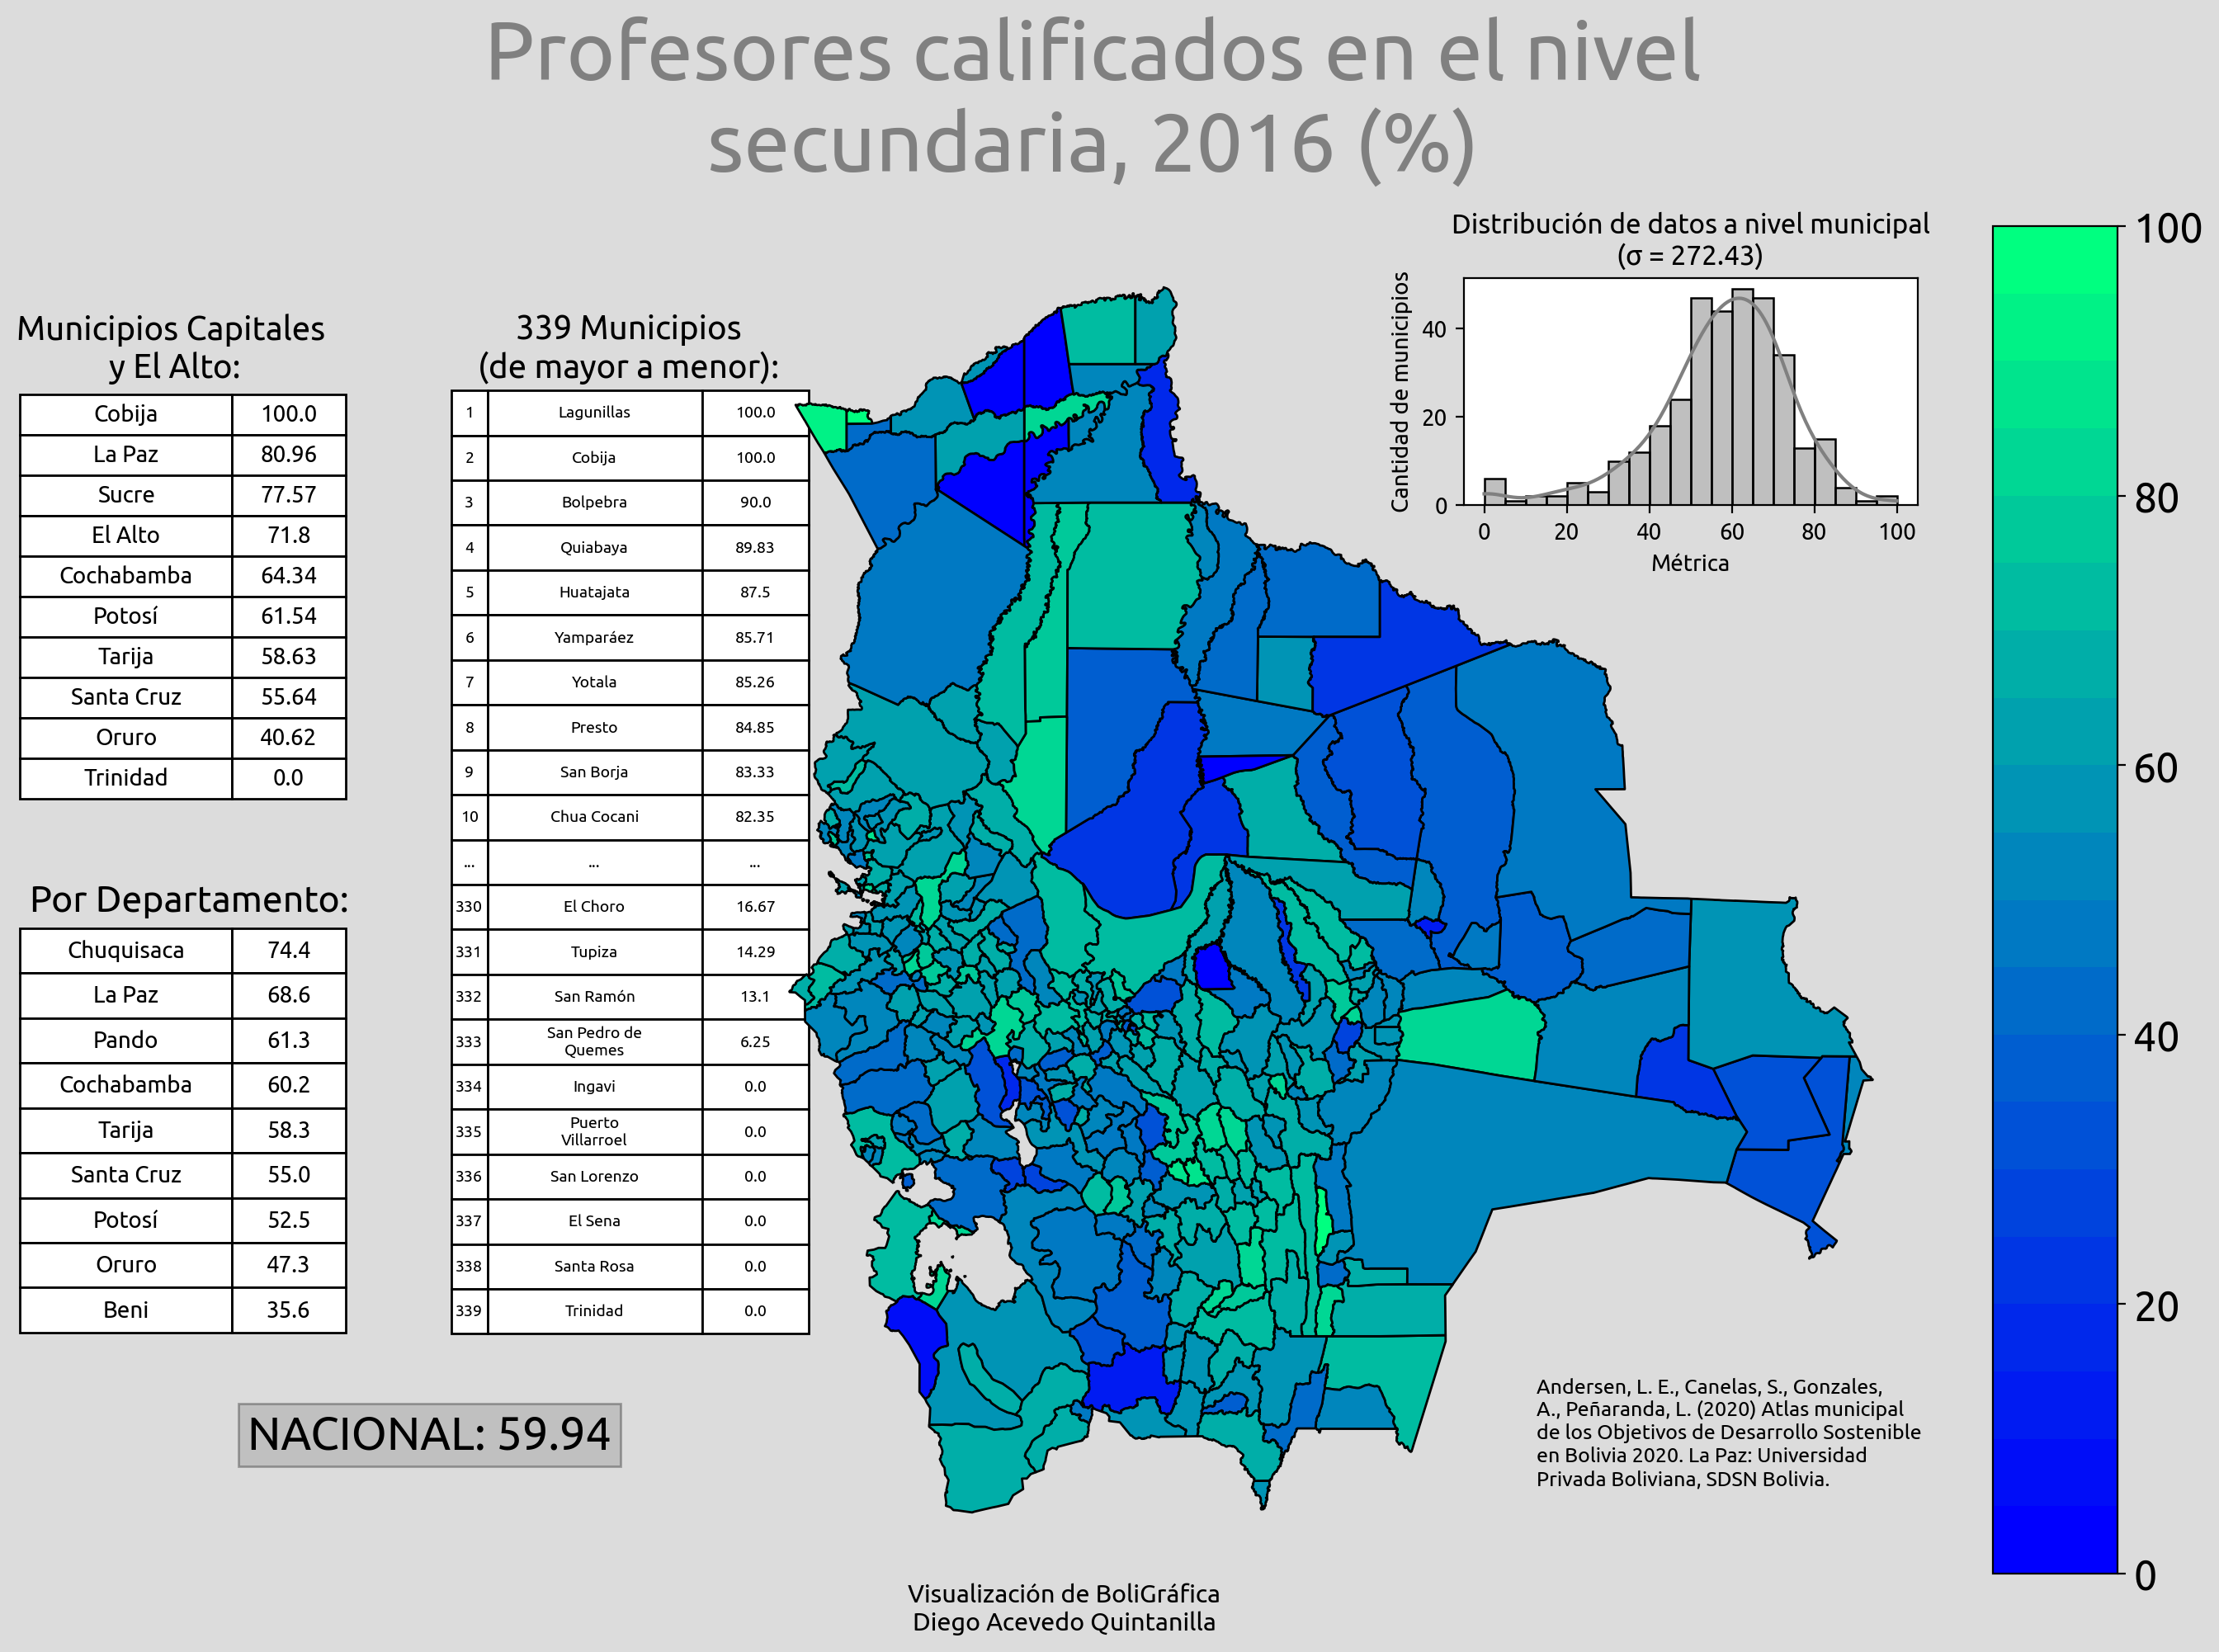 Profesores calificados en el nivel
secundaria, 2016 (%)
Municipios Capitales
y El Alto:
Cobija 100.0
La Paz 80.96
Sucre 77.57
El Alto 71.8
Cochabamba 64.34
Potosí 61.54
Tarija 58.63
Santa Cruz 55.64
Oruro 40.62
Trinidad 0.0
Por Departamento:
Chuquisaca 74.4
La Paz 68.6
Pando 61.3
Cochabamba 60.2
Tarija 58.3
Santa Cruz 55.0
Potosí 52.5
Oruro 47.3
Beni 35.6
NACIONAL: 59.94
339 Municipios
(de mayor a menor):
1 Lagunillas 100.0
2 Cobija 100.0
3 Bolpebra 90.0
4 Quiabaya 89.83
5 Huatajata 87.5
6 Yamparáez 85.71
7 Yotala 85.26
8 Presto 84.85
9 San Borja 83.33
10 Chua Cocani 82.35
... ... ...
330 El Choro 16.67
331 Tupiza 14.29
332 San Ramón 13.1
333 San Pedro de
Quemes 6.25
334 Ingavi 0.0
335 Puerto
Villarroel 0.0
336 San Lorenzo 0.0
337 El Sena 0.0
338 Santa Rosa 0.0
339 Trinidad 0.0
Distribución de datos a nivel municipal
(σ = 272.43)
Cantidad de municipios
40
20
0
0 20 40 60 80 100
Métrica
100
80
60
40
20
0
Andersen, L. E., Canelas, S., Gonzales,
A., Peñaranda, L. (2020) Atlas municipal
de los Objetivos de Desarrollo Sostenible
en Bolivia 2020. La Paz: Universidad
Privada Boliviana, SDSN Bolivia.
Visualización de BoliGráfica
Diego Acevedo Quintanilla